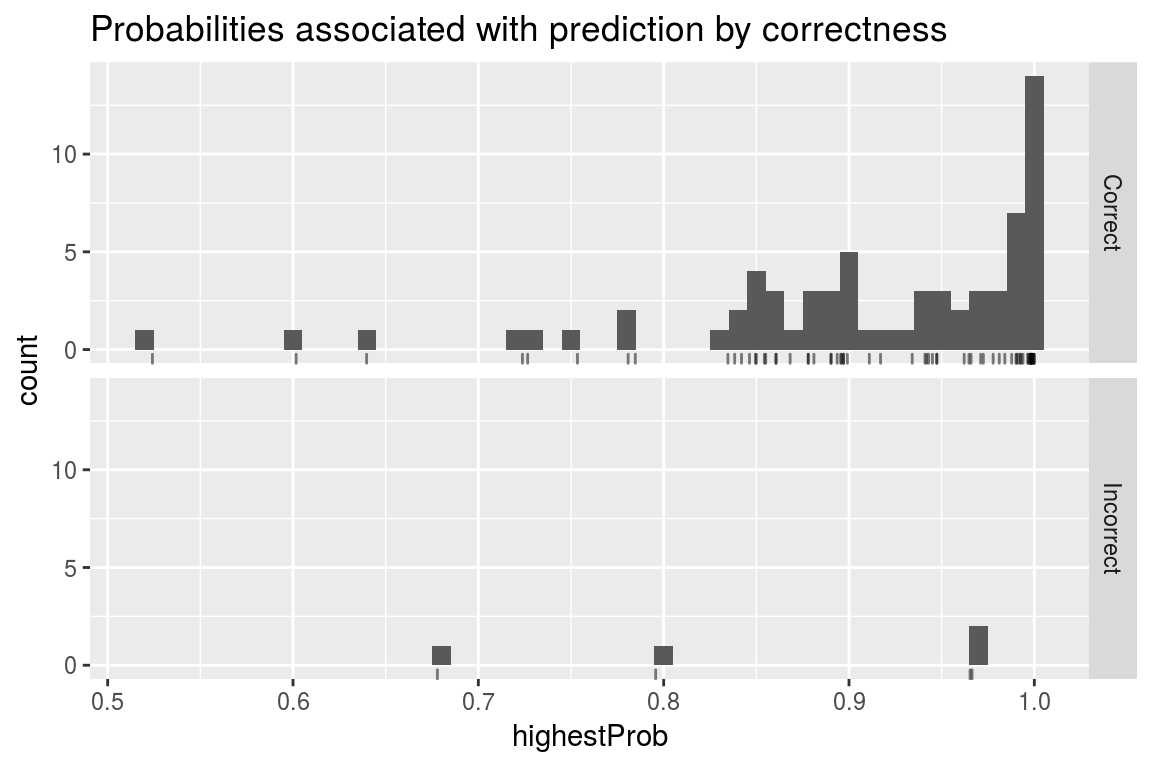 Probabilities associated with prediction by correctness
10
5
0
Correct
count
10
5
0
Incorrect
0.5 0.6 0.7 0.8 0.9 1.0
highestProb